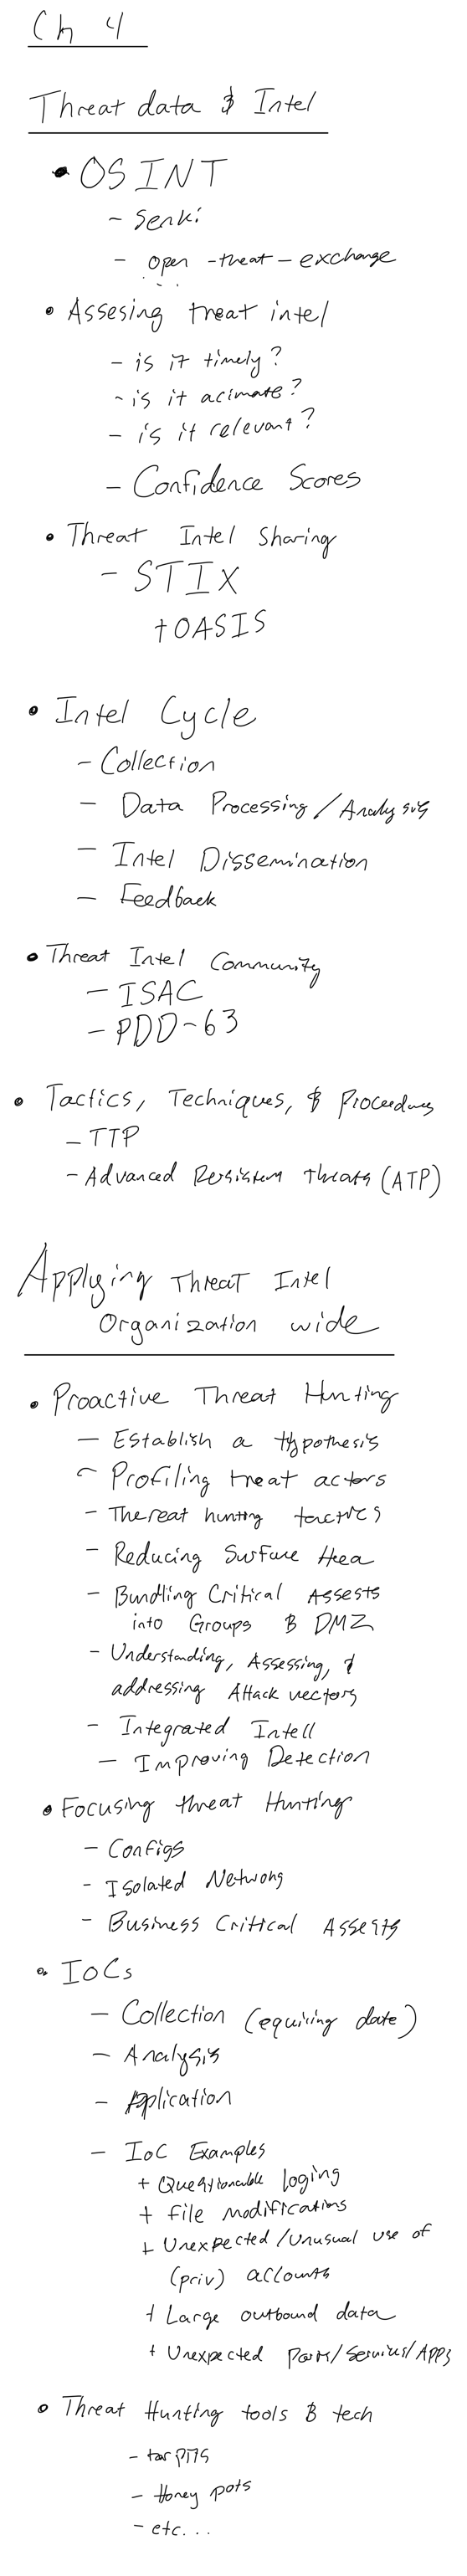 Ch 4
Threat data & Intel
• OSINT
- Senki
- open -theat - exchange
• Assesing treat intel
- is it timely?
- is it acimate?
- is it relevant?
- Confidence Scores
• Threat Intel Sharing
- STIX
+ OASIS
• Intel Cycle
- Collection
- Data Processing / Analysis
- Intel Dissemination
- Feedback
• Threat Intel Community
- ISAC
- PDD-63
• Tactics, Techniques, & Procedures
- TTP
- Advanced Persistem Threats (ATP)
Applying Threat Intel
Organization wide
• Proactive Threat Hunting
- Establish a Hypothesis
- Profiling treat actors
- Thereat hunting
- Reducing Surface Area
- Bundling Critical Assests
into Groups & DMZ
- Understanding, Assessing, &
addressing Attack vectors
- Integrated Intell
- Improving Detection
• Focusing threat Hunting
- Configs
- Isolated
- Business Critical Assests
• IoCs
- Collection (equiring date)
- Analysis
- Application
- IoC Examples
+ Questionable loging
+ file modifications
+ Unexpected / Unusual use of
(priv) accounts
+ Large outbound data
+ Unexpected Ports / Services / Apps
• Threat Hunting tools & tech
- tar pits
- Honey pots
- etc...